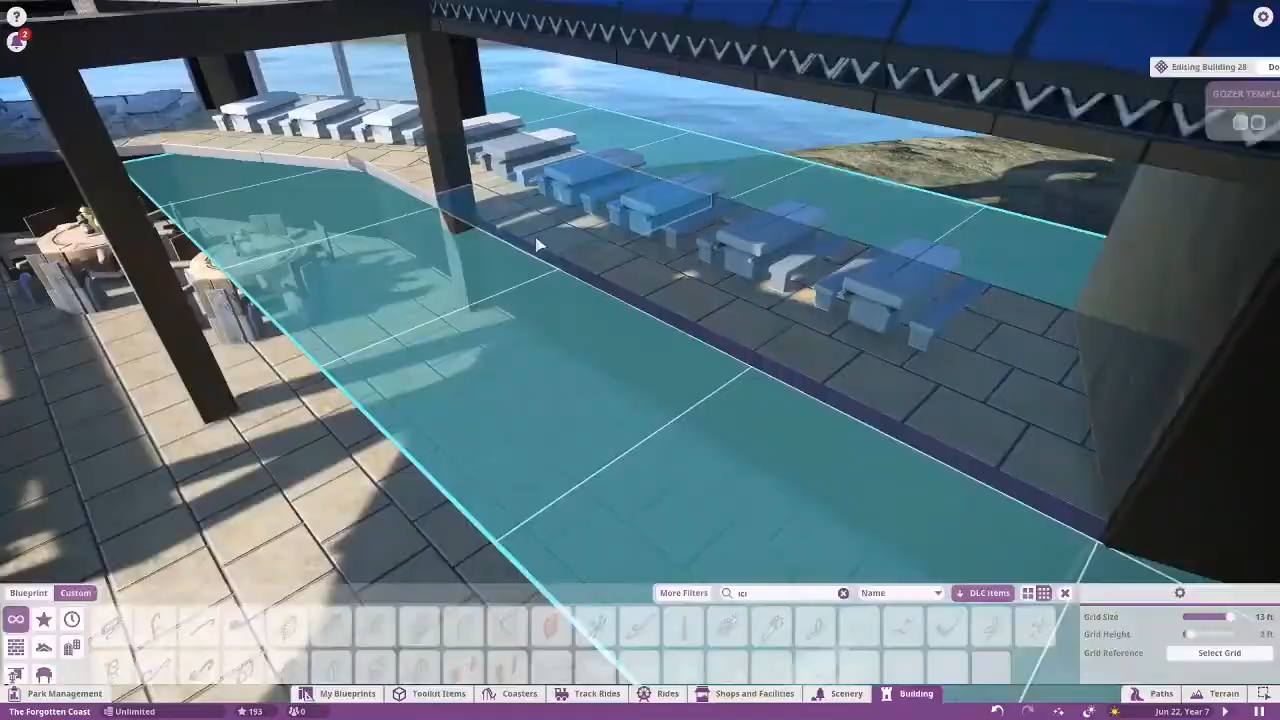 ?
2
Editing Building 28 Do
GOZER TEMPL
Blueprint Custom More Filters ici Name DLC Items
Grid Size 13 ft
Grid Height 2 ft
Grid Reference Select Grid
Park Management My Blueprints Toolkit Items Coasters Track Rides Rides Shops and Facilities Scenery Building Paths Terrain
The Forgotten Coast Unlimited 193 0 Jun 22, Year 7